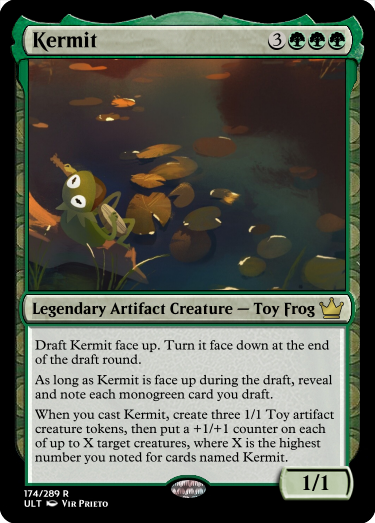 Kermit 3
Legendary Artifact Creature — Toy Frog
Draft Kermit face up. Turn it face down at the end
of the draft round.
As long as Kermit is face up during the draft, reveal
and note each monogreen card you draft.
When you cast Kermit, create three 1/1 Toy artifact
creature tokens, then put a +1/+1 counter on each
of up to X target creatures, where X is the highest
number you noted for cards named Kermit.
1/1
174/289 R
ULT Vir Prieto